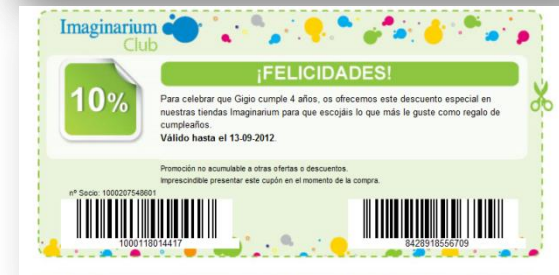 Imaginarium
Club
¡FELICIDADES!
10%
Para celebrar que Gigio cumple 4 años, os ofrecemos este descuento especial en
nuestras tiendas Imaginarium para que escojáis lo que más le guste como regalo de
cumpleaños.
Válido hasta el 13-09-2012.
Promoción no acumulable a otras ofertas o descuentos.
Imprescindible presentar este cupón en el momento de la compra.
nº Socio: 1000207548601
1000118014417
8428918556709